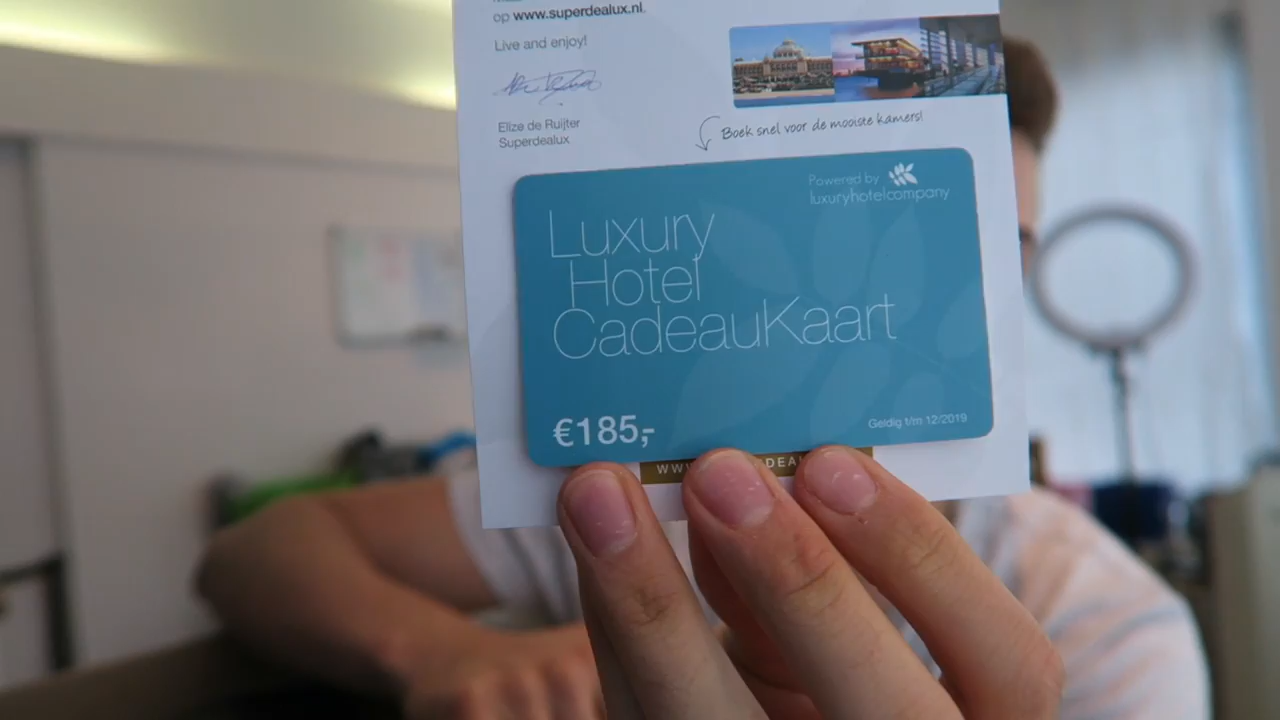 op www.superdealux.nl.
Live and enjoy!
Elize de Ruijter
Superdealux
Boek snel voor de mooiste kamers!
Powered by
luxuryhotelcompany
Luxury
Hotel
CadeauKaart
€185,-
Geldig t/m 12/2019